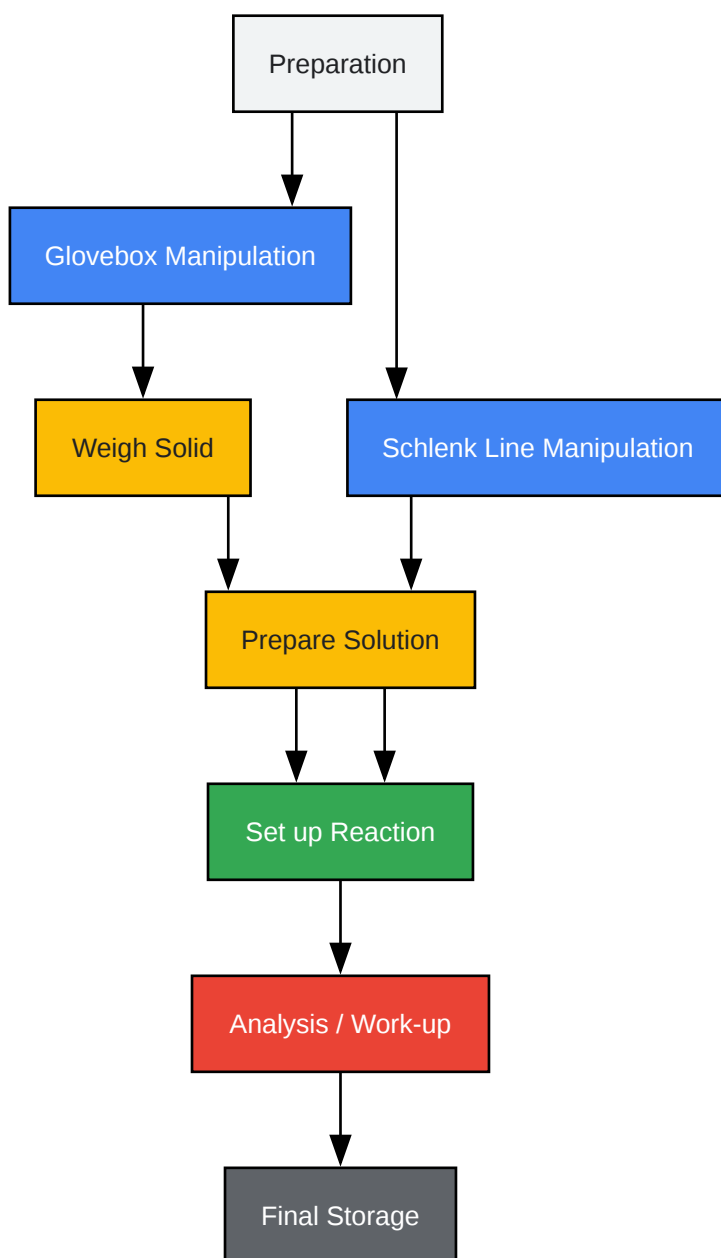 Preparation
Glovebox Manipulation
Weigh Solid
Schlenk Line Manipulation
Prepare Solution
Set up Reaction
Analysis / Work-up
Final Storage